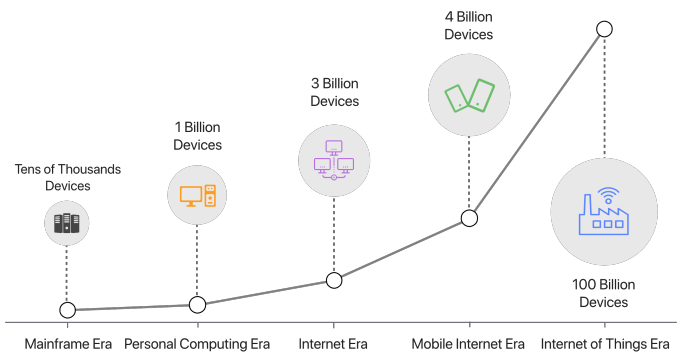 Tens of Thousands
Devices
1 Billion
Devices
3 Billion
Devices
4 Billion
Devices
100 Billion
Devices
Mainframe Era
Personal Computing Era
Internet Era
Mobile Internet Era
Internet of Things Era